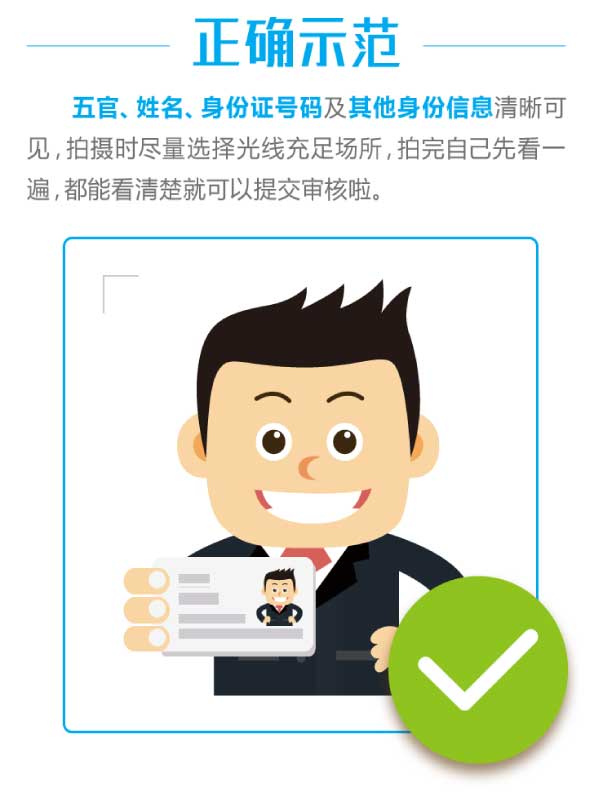 正确示范
五官、姓名、身份证号码及其他身份信息清晰可
见,拍摄时尽量选择光线充足场所,拍完自己先看一
遍,都能看清楚就可以提交审核啦。